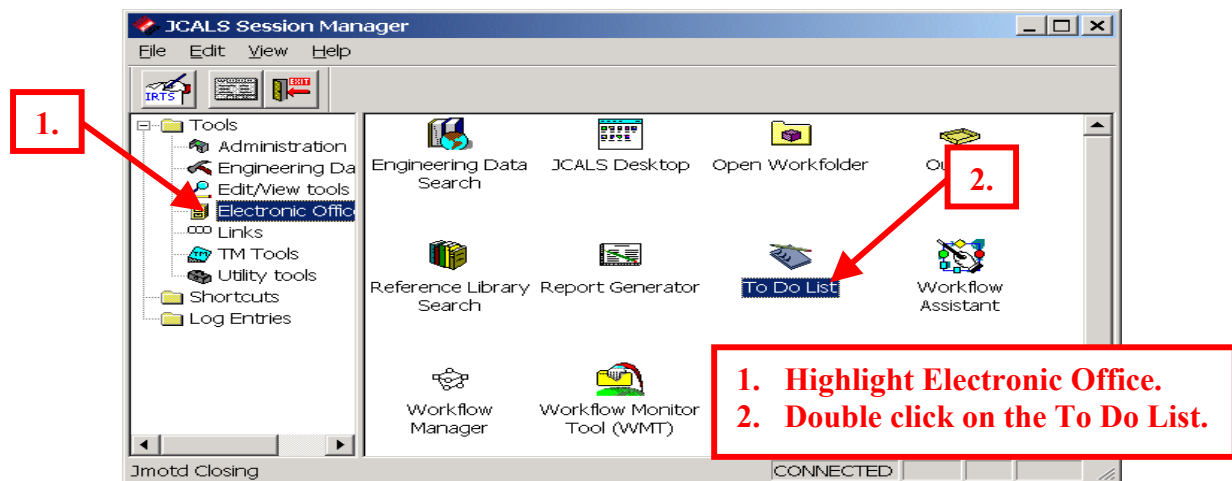 JCALS Session Manager
File Edit View Help
IRTS
EXIT
1.
Tools
Administration
Engineering Da
Edit/View tools
Electronic Offic
Links
TM Tools
Utility tools
Shortcuts
Log Entries
Engineering Data
Search
JCALS Desktop
Open Workfolder
Ou
2.
Reference Library
Search
Report Generator
To Do List
Workflow
Assistant
Workflow
Manager
Workflow Monitor
Tool (WMT)
1. Highlight Electronic Office.
2. Double click on the To Do List.
Jmotd Closing
CONNECTED